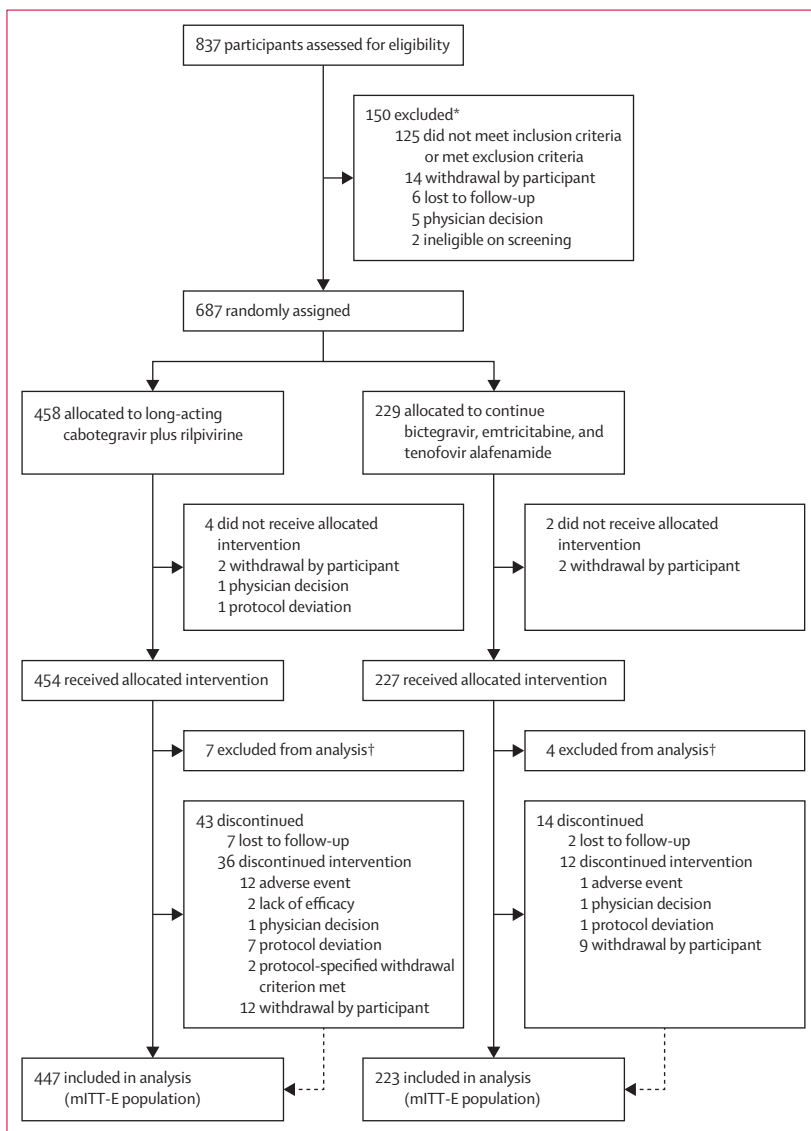 837 participants assessed for eligibility
150 excluded*
125 did not meet inclusion criteria
or met exclusion criteria
14 withdrawal by participant
6 lost to follow-up
5 physician decision
2 ineligible on screening
687 randomly assigned
458 allocated to long-acting
cabotegravir plus rilpivirine
229 allocated to continue
bictegravir, emtricitabine, and
tenofovir alafenamide
4 did not receive allocated
intervention
2 withdrawal by participant
1 physician decision
1 protocol deviation
2 did not receive allocated
intervention
2 withdrawal by participant
454 received allocated intervention
227 received allocated intervention
7 excluded from analysis†
4 excluded from analysis†
43 discontinued
7 lost to follow-up
36 discontinued intervention
12 adverse event
2 lack of efficacy
1 physician decision
7 protocol deviation
2 protocol-specified withdrawal
criterion met
12 withdrawal by participant
14 discontinued
2 lost to follow-up
12 discontinued intervention
1 adverse event
1 physician decision
1 protocol deviation
9 withdrawal by participant
447 included in analysis
(mITT-E population)
223 included in analysis
(mITT-E population)